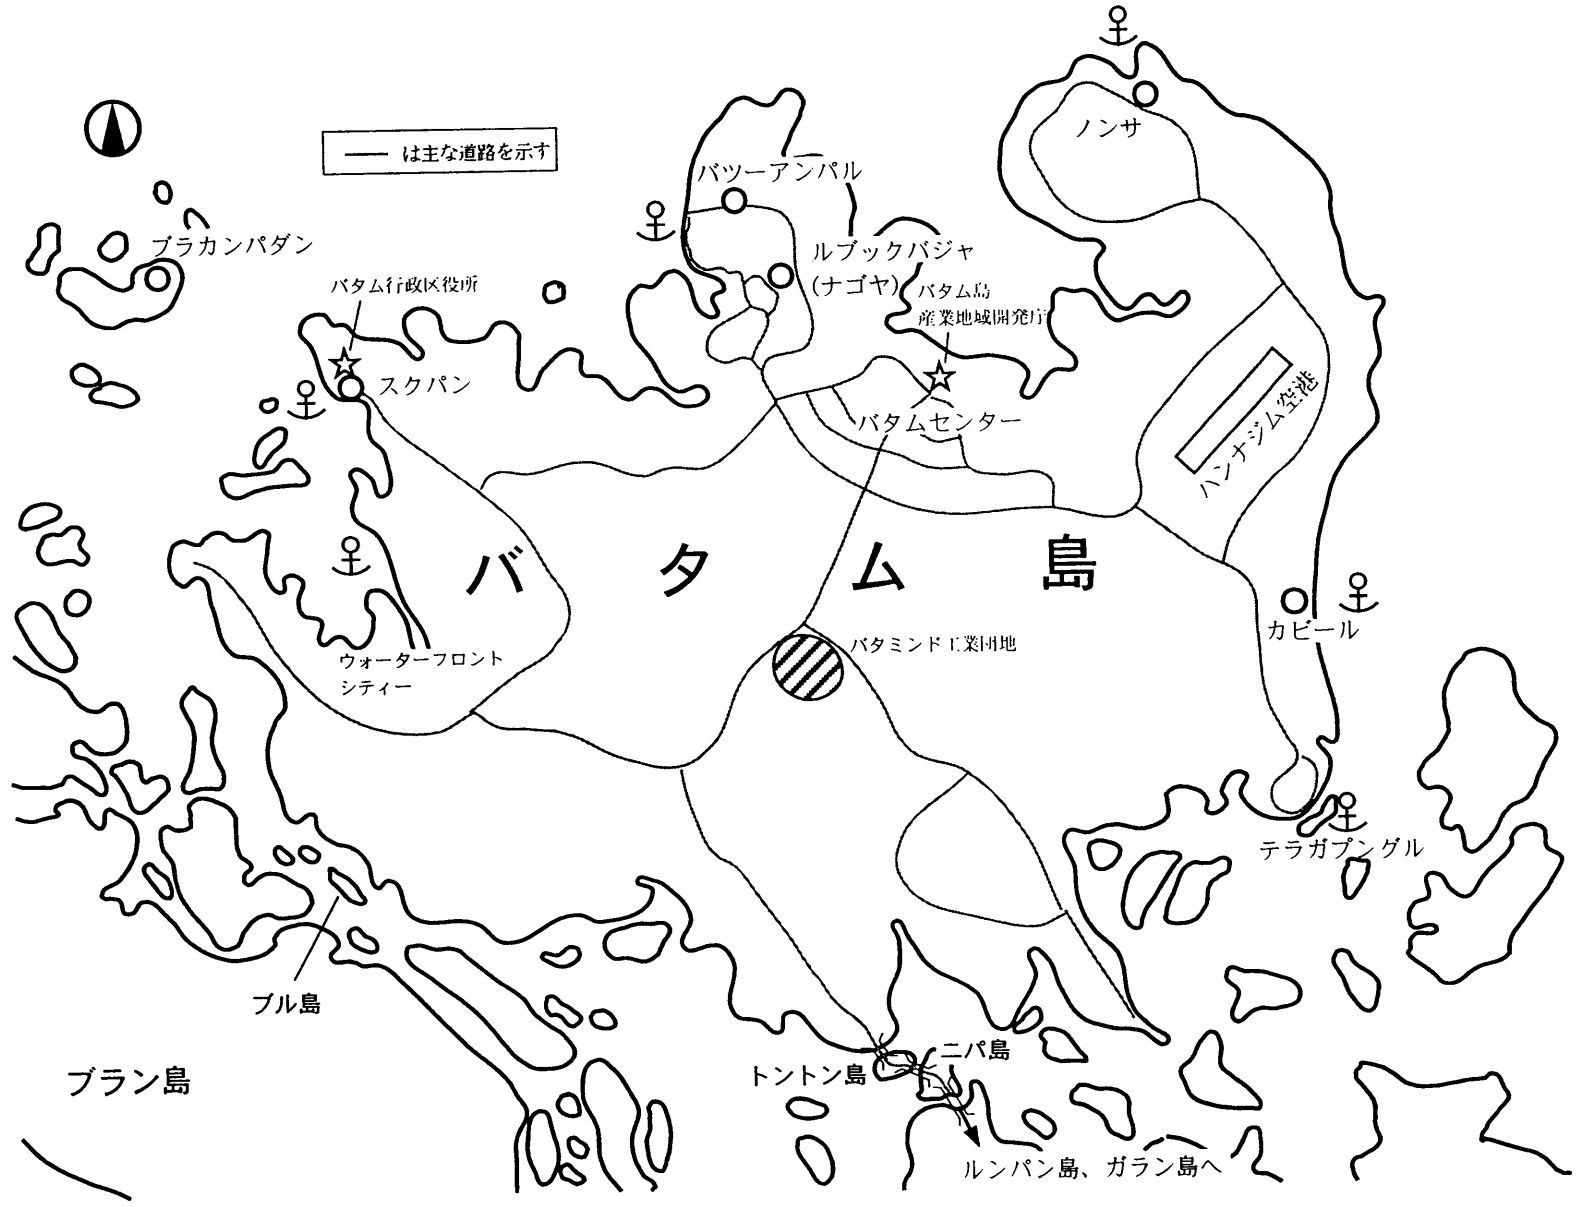 ノンサ
は主な道路を示す
バツーアンパル
ブラカンパダン
ルブックバジャ
(ナゴヤ)
バタム行政区役所
バタム島
産業地域開発庁
スクパン
バタムセンター
ハンナジム空港
バタム島
カビール
バタミンド工業団地
ウォーターフロント
シティー
テラガプングル
ブル島
ニパ島
トントン島
ブラン島
ルンパン島、ガラン島へ